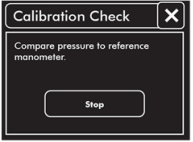 Calibration Check
Compare pressure to reference
manometer.
Stop